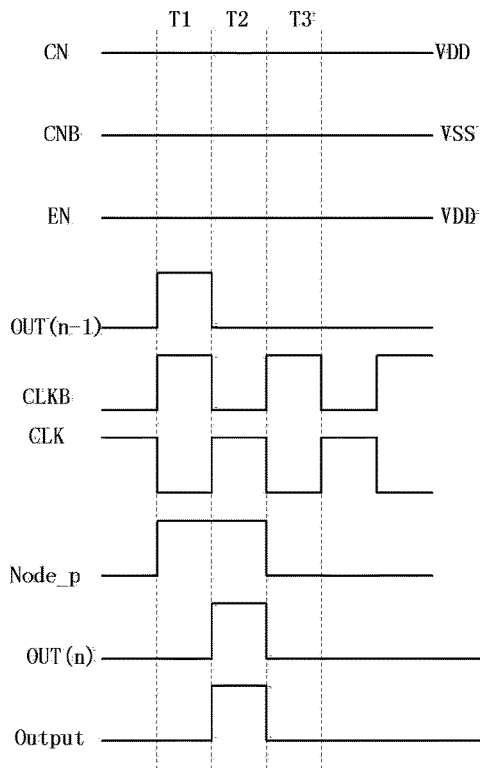 T1 T2 T3
CN VDD
CNB VSS
EN VDD
OUT(n-1)
CLKB
CLK
Node_p
OUT(n)
Output